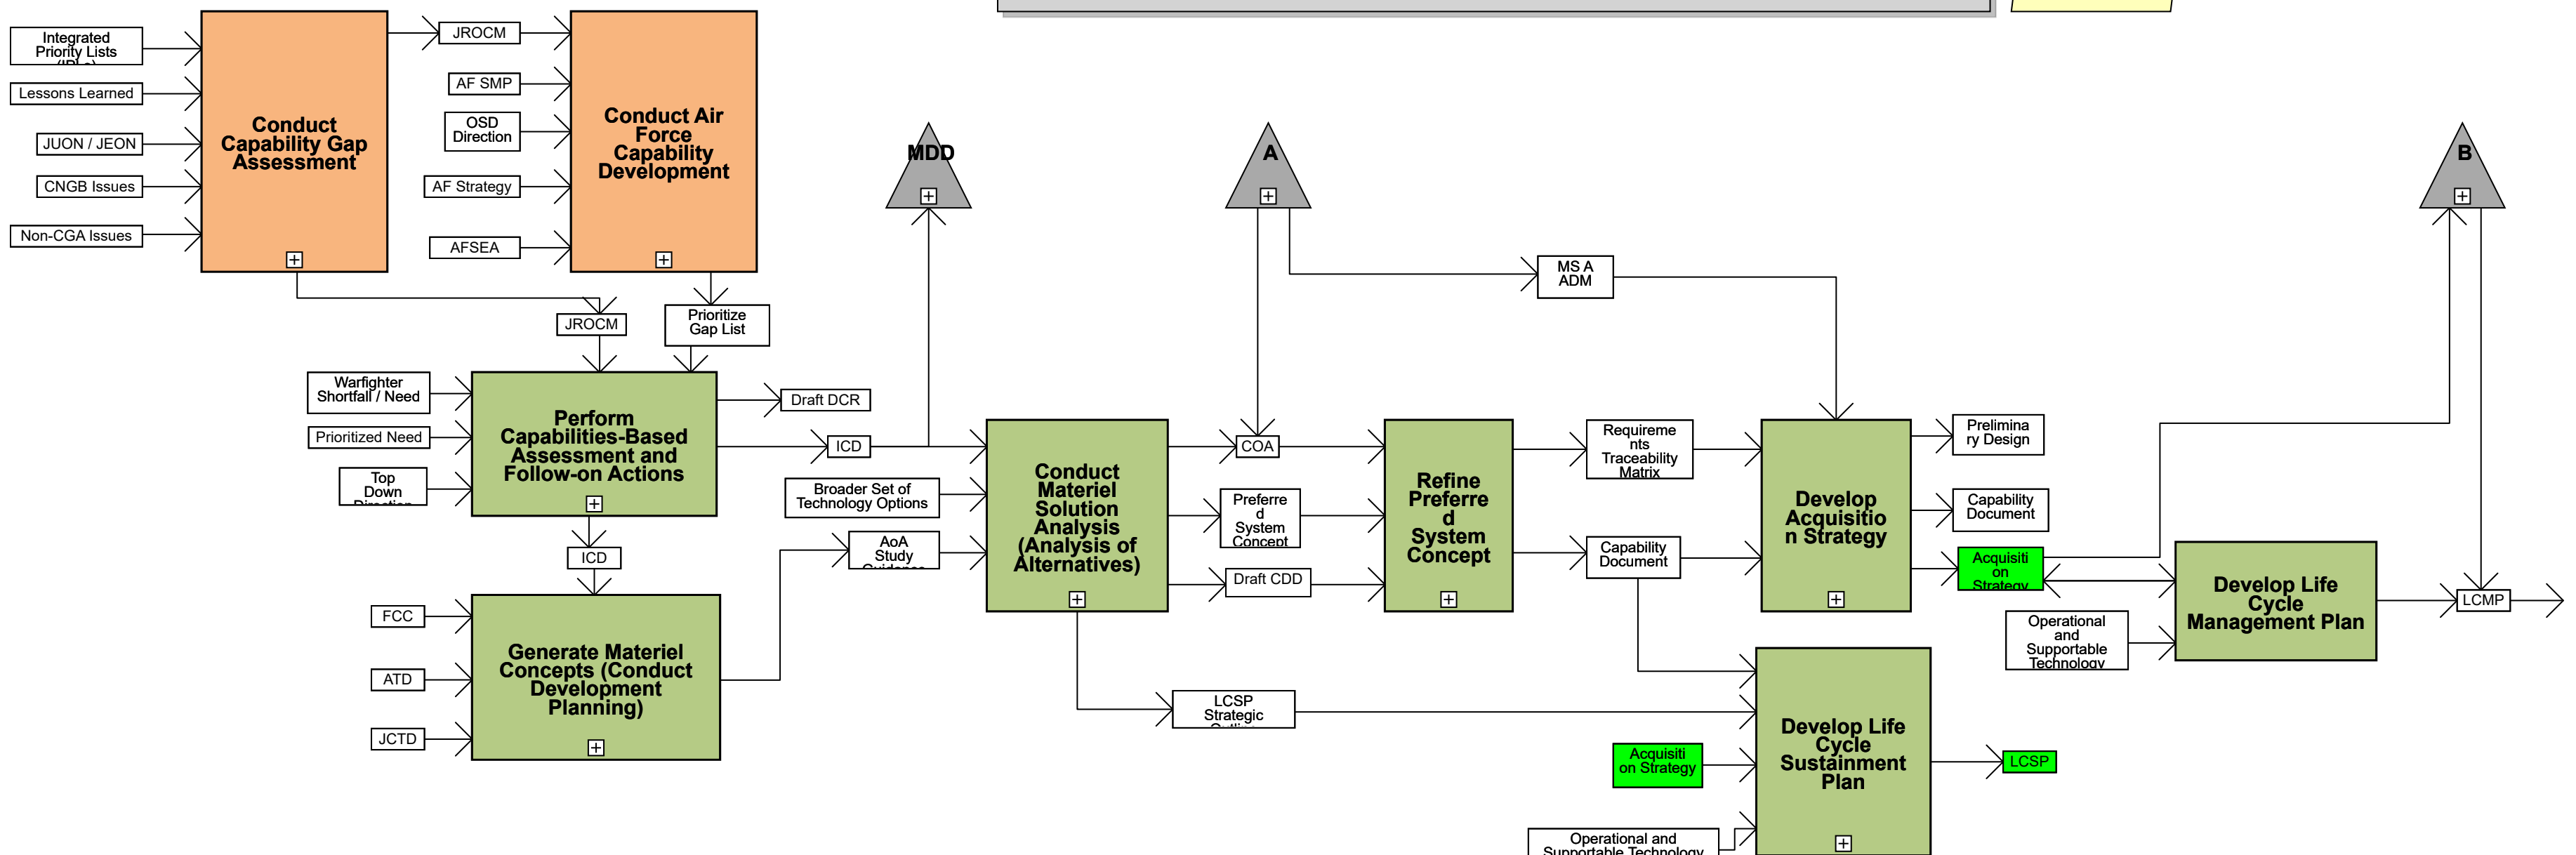 Integrated
Priority Lists
Lessons Learned
JUON / JEON
CNGB Issues
Non-CGA Issues
Conduct
Capability Gap
Assessment
JROCM
AF SMP
OSD
Direction
AF Strategy
AFSEA
Conduct Air
Force
Capability
Development
JROCM
Prioritize
Gap List
MDD
A
B
MS A
ADM
Warfighter
Shortfall / Need
Prioritized Need
Top
Down
Direction
Perform
Capabilities-Based
Assessment and
Follow-on Actions
Draft DCR
ICD
Broader Set of
Technology Options
AoA
Study
Guidance
ICD
FCC
ATD
JCTD
Generate Materiel
Concepts (Conduct
Development
Planning)
Conduct
Materiel
Solution
Analysis
(Analysis of
Alternatives)
COA
Preferre
d
System
Concept
Draft CDD
LCSP
Strategic
Refine
Preferre
d
System
Concept
Requireme
nts
Traceability
Matrix
Capability
Document
Develop
Acquisitio
n Strategy
Prelimina
ry Design
Capability
Document
Acquisiti
on
Strategy
Operational
and
Supportable
Technology
Develop Life
Cycle
Management Plan
LCMP
Acquisiti
on Strategy
Operational and
Supportable Technology
Develop Life
Cycle
Sustainment
Plan
LCSP